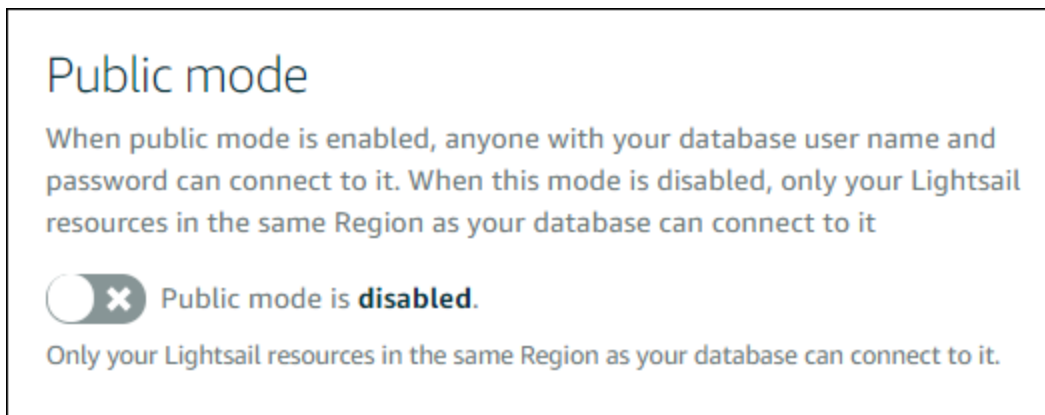 Public mode
When public mode is enabled, anyone with your database user name and
password can connect to it. When this mode is disabled, only your Lightsail
resources in the same Region as your database can connect to it
Public mode is disabled.
Only your Lightsail resources in the same Region as your database can connect to it.